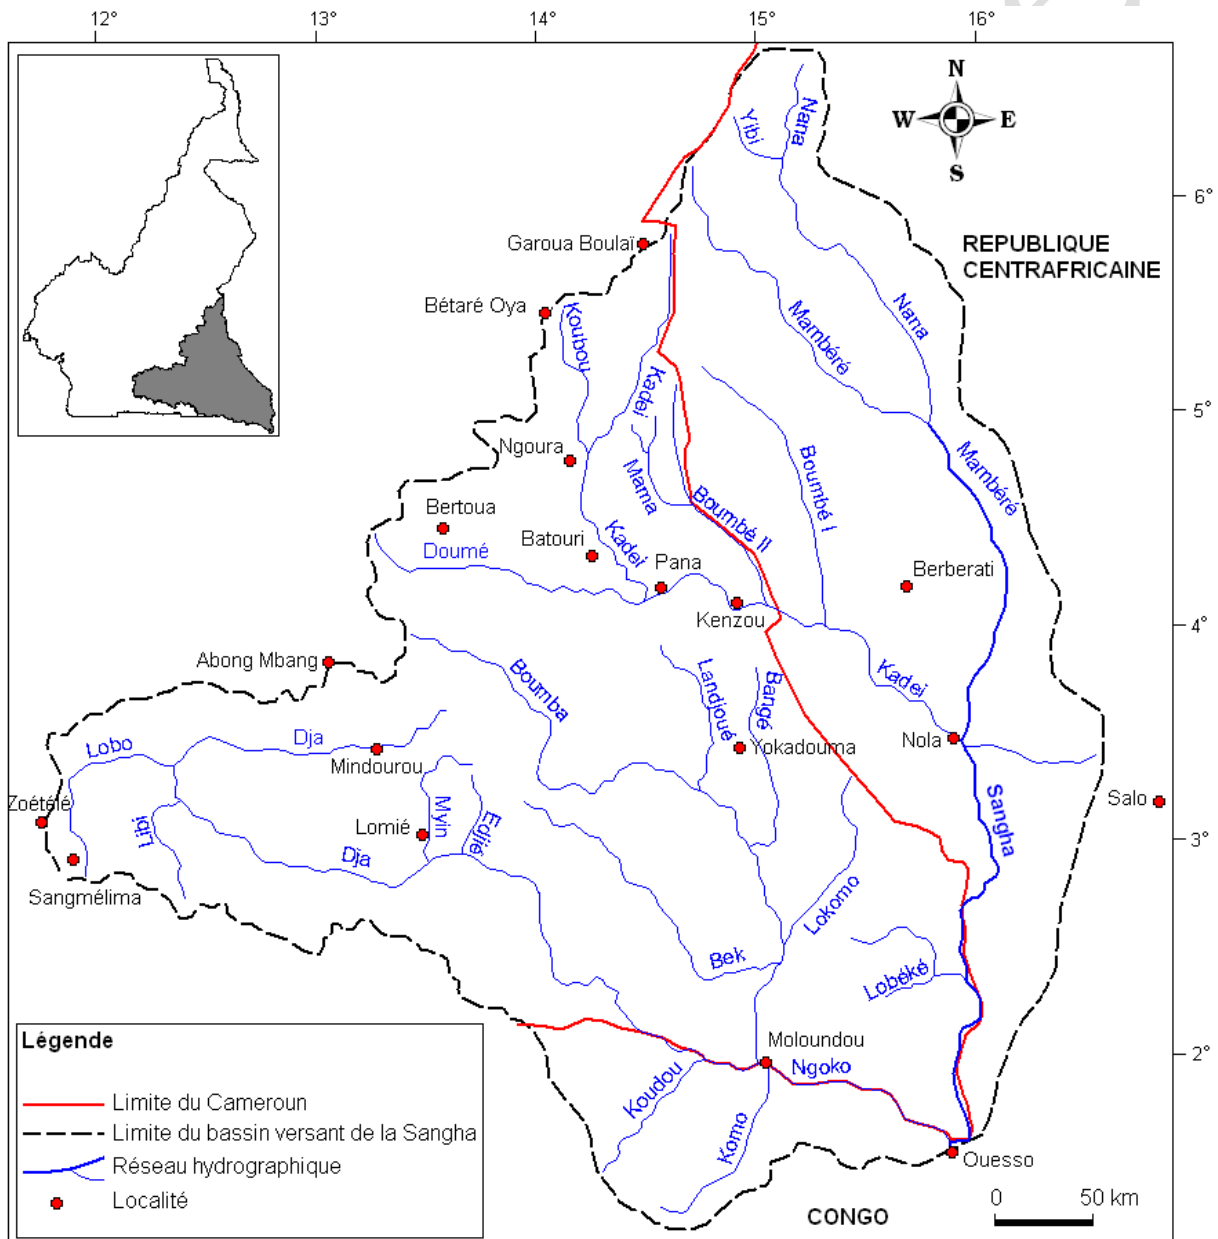 12°
13°
14°
15°
16°
N
W
E
S
Yibi
Nana
6°
Garoua Boulaï
REPUBLIQUE
CENTRAFRICAINE
Bétaré Oya
Koubou
Mambéré
Nana
Kadei
5°
Ngoura
Mama
Boumbé I
Mambéré
Bertoua
Boumbé II
Batouri
Kadei
Doumé
Pana
Berberati
Kenzou
4°
Abong Mbang
Boumba
Landjoué
Bangé
Kadei
Lobo
Dja
Mindourou
Yokadouma
Nola
Zoétélé
Libi
Lomié
Myin
Edjié
Sangha
Salo
3°
Dja
Sangmélima
Lokomo
Bek
Lobéké
Moloundou
2°
Ngoko
Koudou
Komo
Ouesso
Légende
Limite du Cameroun
Limite du bassin versant de la Sangha
Réseau hydrographique
Localité
0 50 km
CONGO